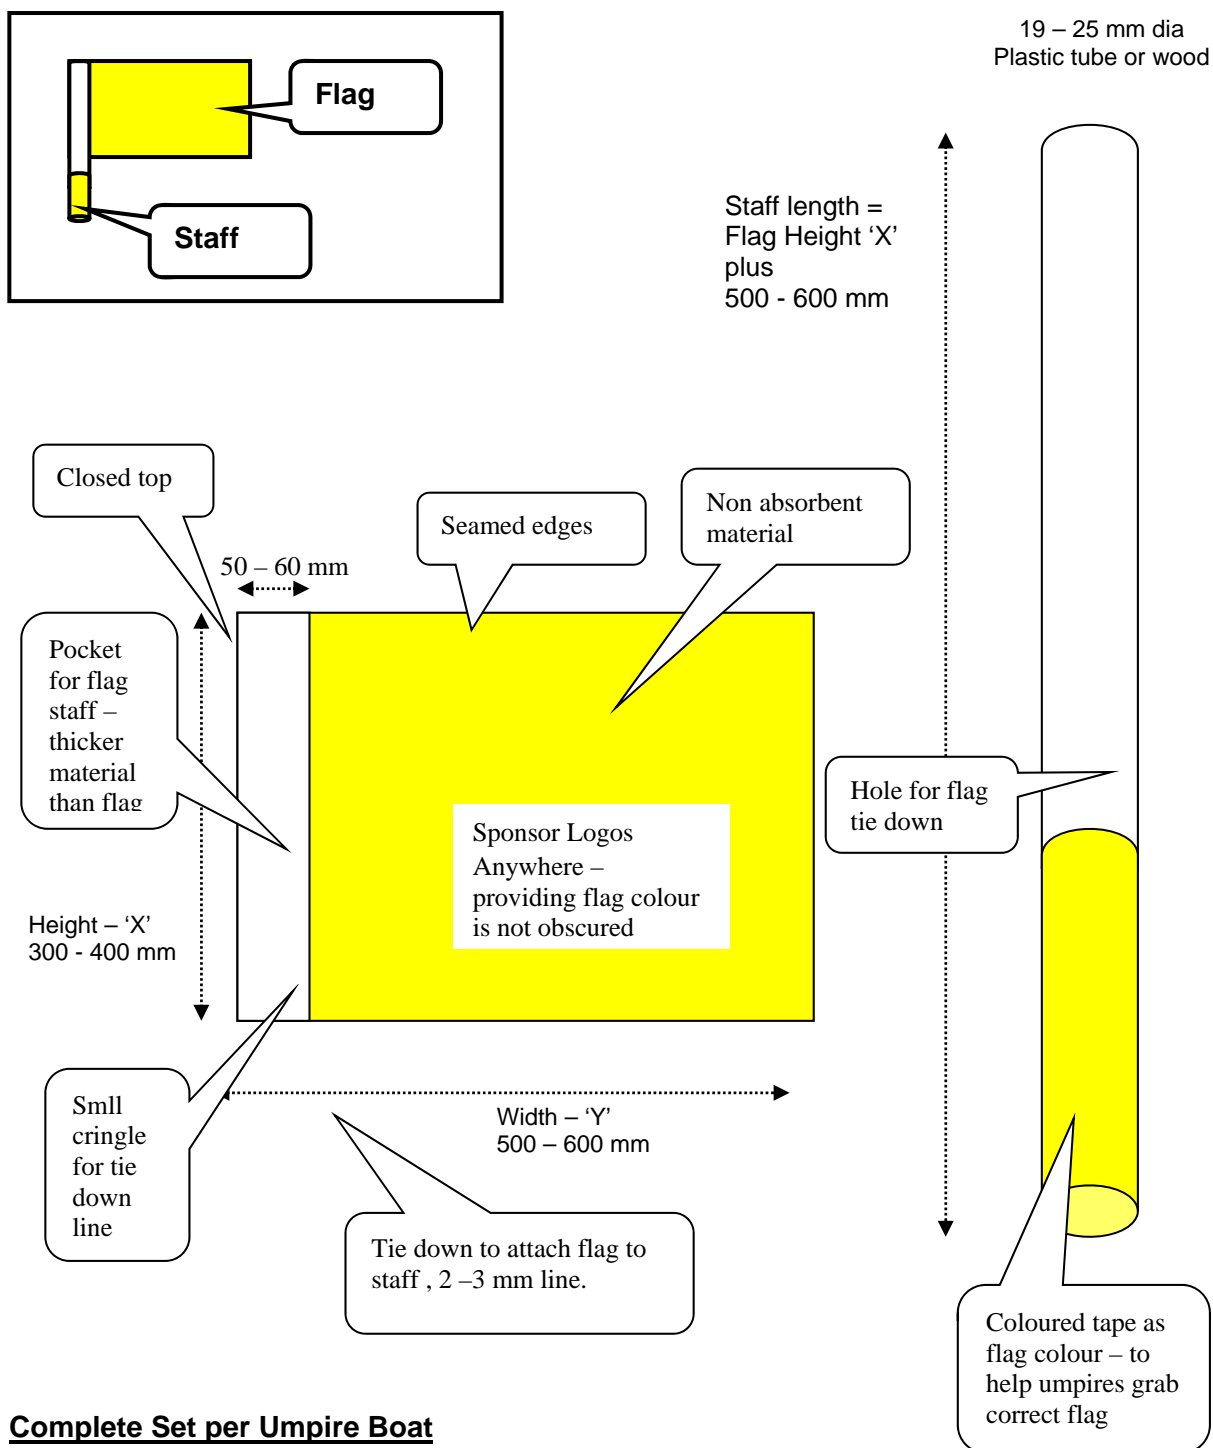 19 – 25 mm dia
Plastic tube or wood
Flag
Staff
Staff length =
Flag Height ‘X’
plus
500 - 600 mm
Closed top
Seamed edges
Non absorbent
material
50 – 60 mm
Pocket
for flag
staff –
thicker
material
than flag
Hole for flag
tie down
Sponsor Logos
Anywhere –
providing flag colour
is not obscured
Height – ‘X’
300 - 400 mm
Smll
cringle
for tie
down
line
Width – ‘Y’
500 – 600 mm
Tie down to attach flag to
staff , 2 –3 mm line.
Coloured tape as
flag colour – to
help umpires grab
correct flag
Complete Set per Umpire Boat